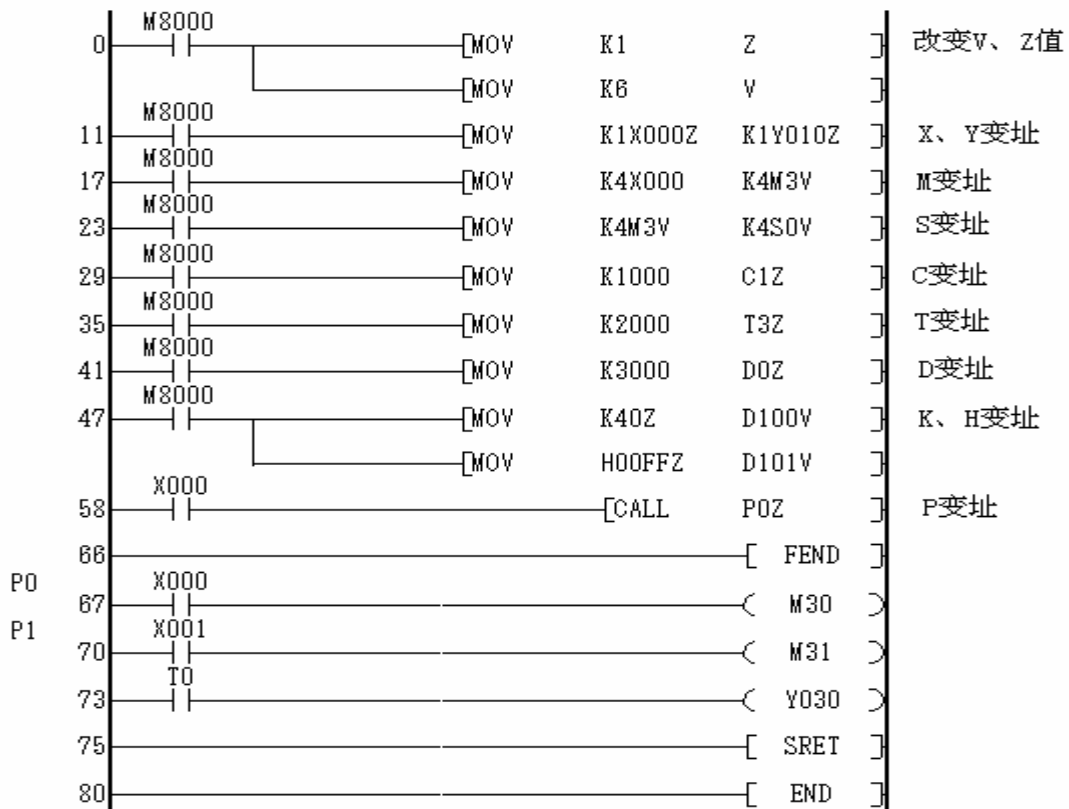 M8000
0 [MOV K1 Z ] 改变V、Z值
[MOV K6 V ]
M8000
11 [MOV K1X000Z K1Y010Z ] X、Y变址
M8000
17 [MOV K4X000 K4M3V ] M变址
M8000
23 [MOV K4M3V K4S0V ] S变址
M8000
29 [MOV K1000 C1Z ] C变址
M8000
35 [MOV K2000 T3Z ] T变址
M8000
41 [MOV K3000 D0Z ] D变址
M8000
47 [MOV K40Z D100V ] K、H变址
[MOV H00FFZ D101V ]
X000
58 [CALL P0Z ] P变址
66 [ FEND ]
P0 X000
67 ( M30 )
P1 X001
70 ( M31 )
T0
73 ( Y030 )
75 [ SRET ]
80 [ END ]